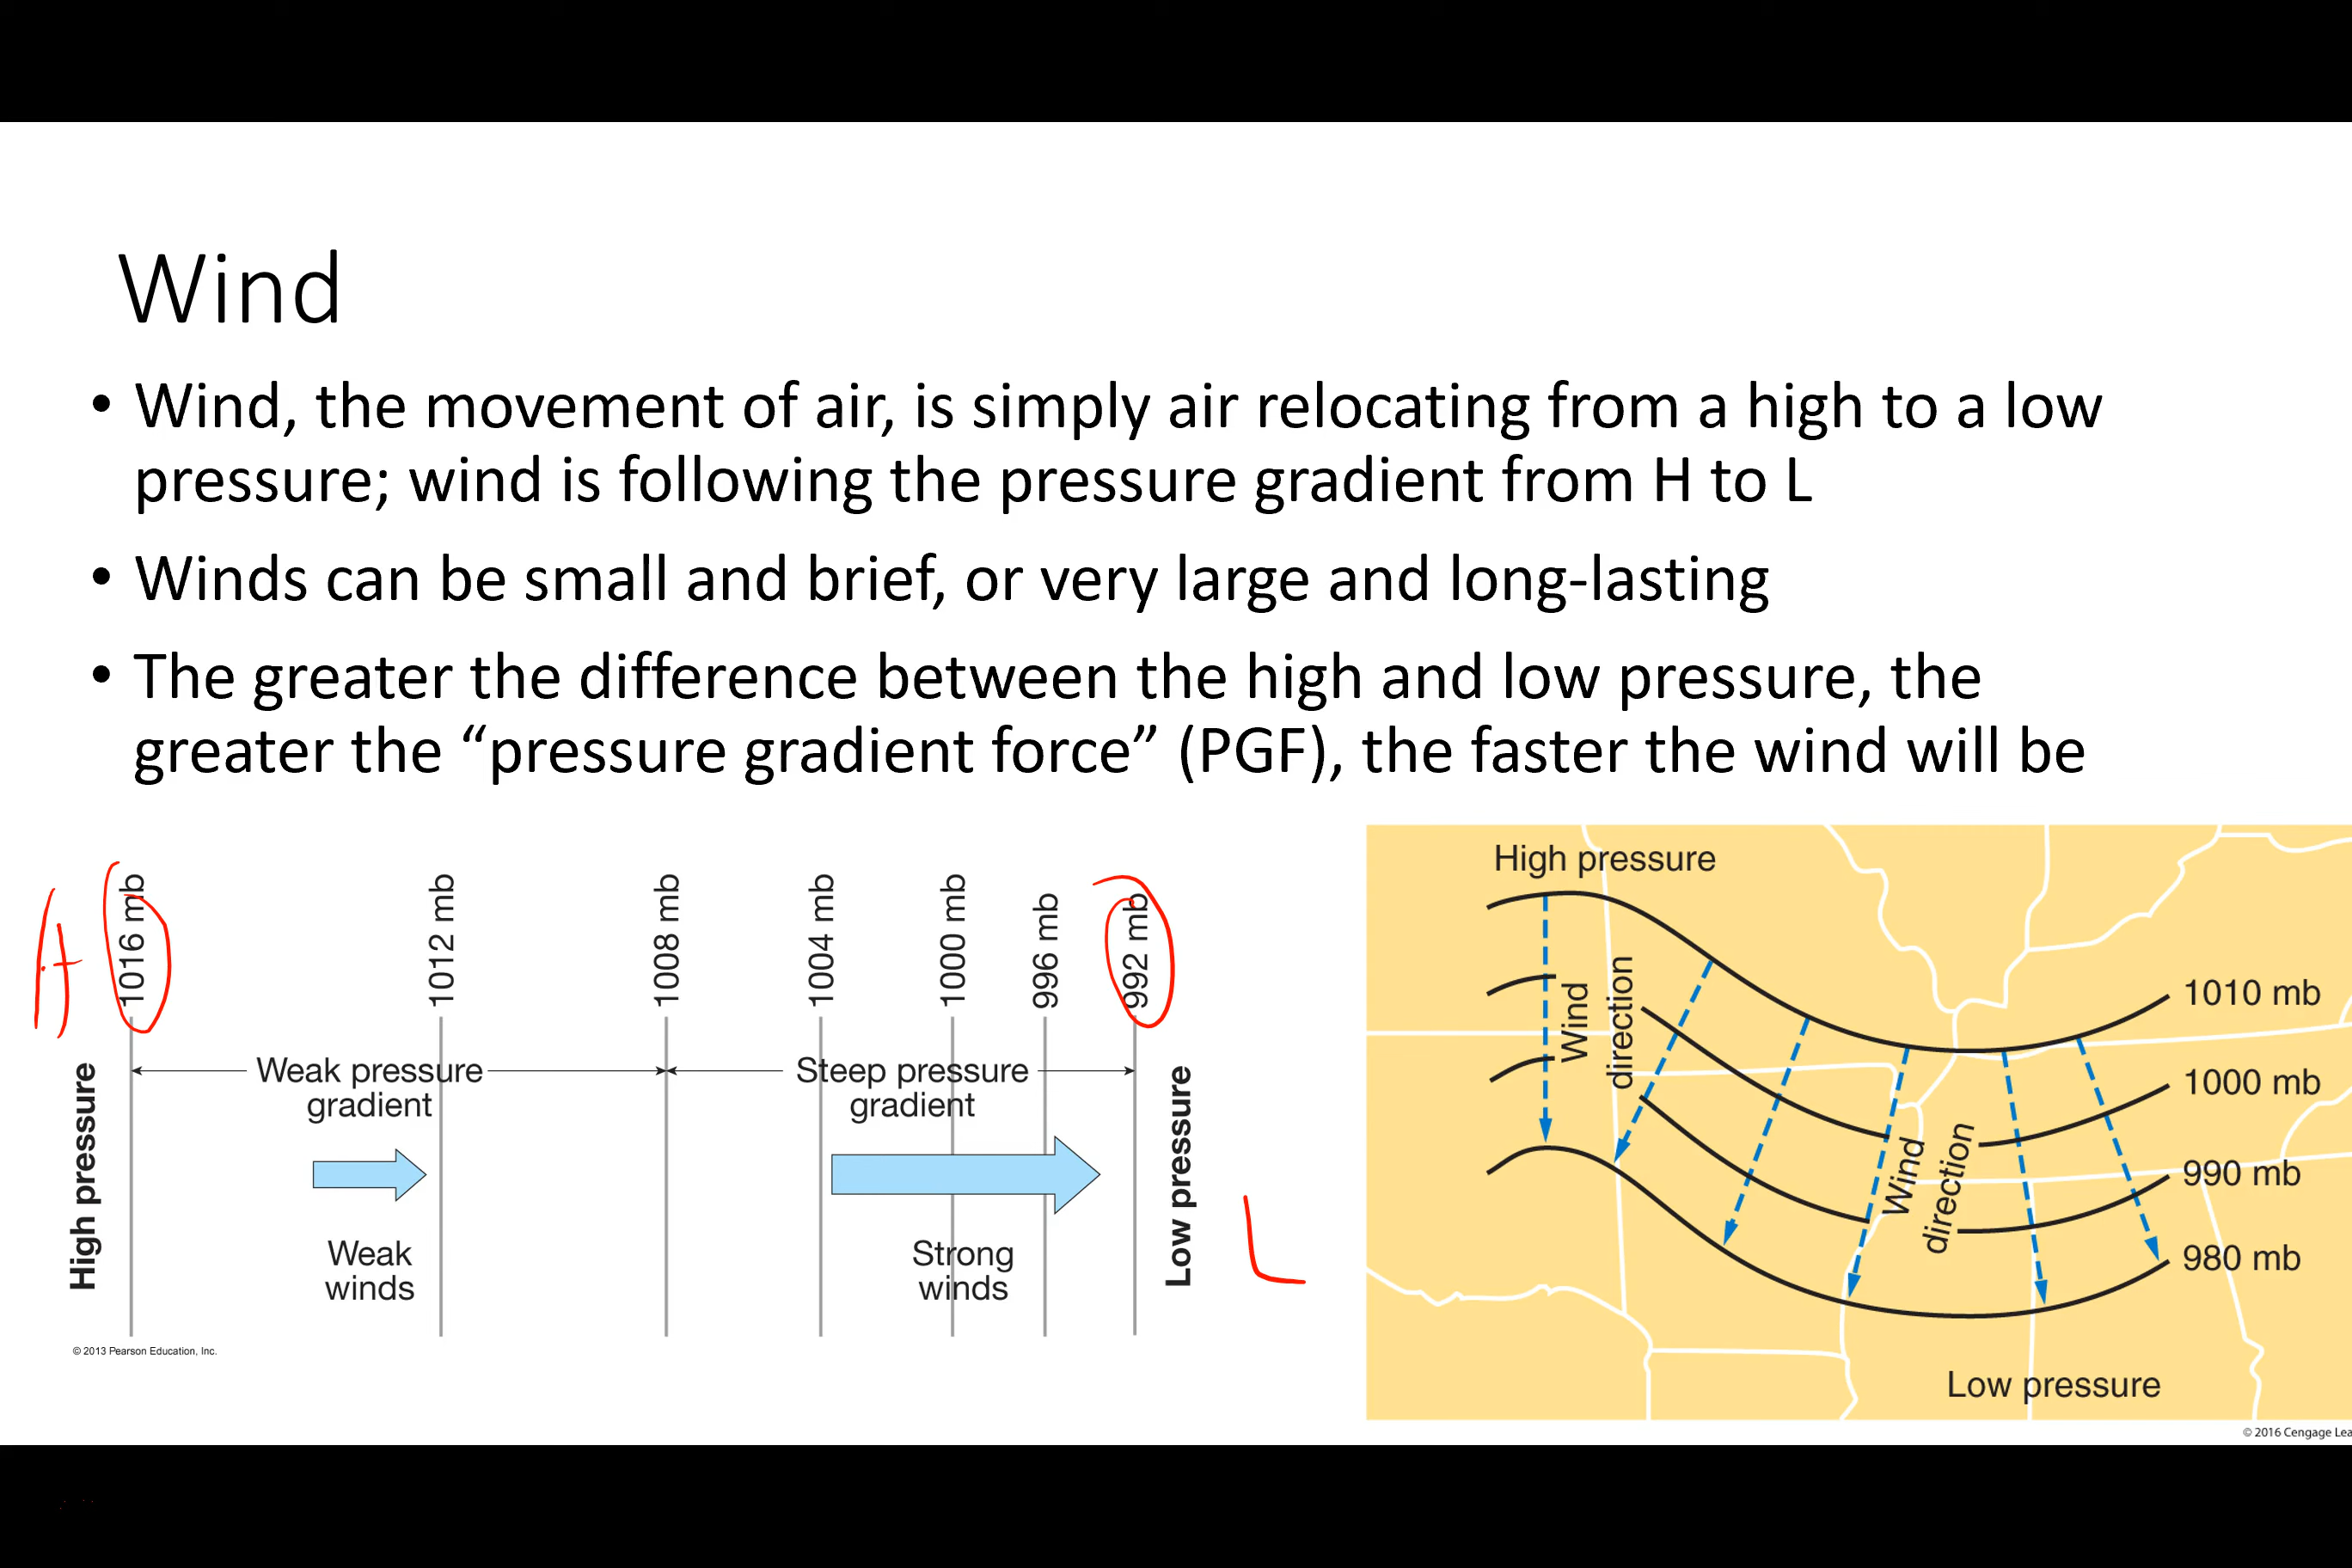 Wind
• Wind, the movement of air, is simply air relocating from a high to a low
pressure; wind is following the pressure gradient from H to L
• Winds can be small and brief, or very large and long-lasting
• The greater the difference between the high and low pressure, the
greater the “pressure gradient force” (PGF), the faster the wind will be
H
1016 mb
1012 mb
1008 mb
1004 mb
1000 mb
996 mb
992 mb
High pressure
Weak pressure
gradient
Steep pressure
gradient
Low pressure
L
Weak
winds
Strong
winds
© 2013 Pearson Education, Inc.
High pressure
Wind
direction
1010 mb
1000 mb
Wind
direction
990 mb
980 mb
Low pressure
© 2016 Cengage Lea